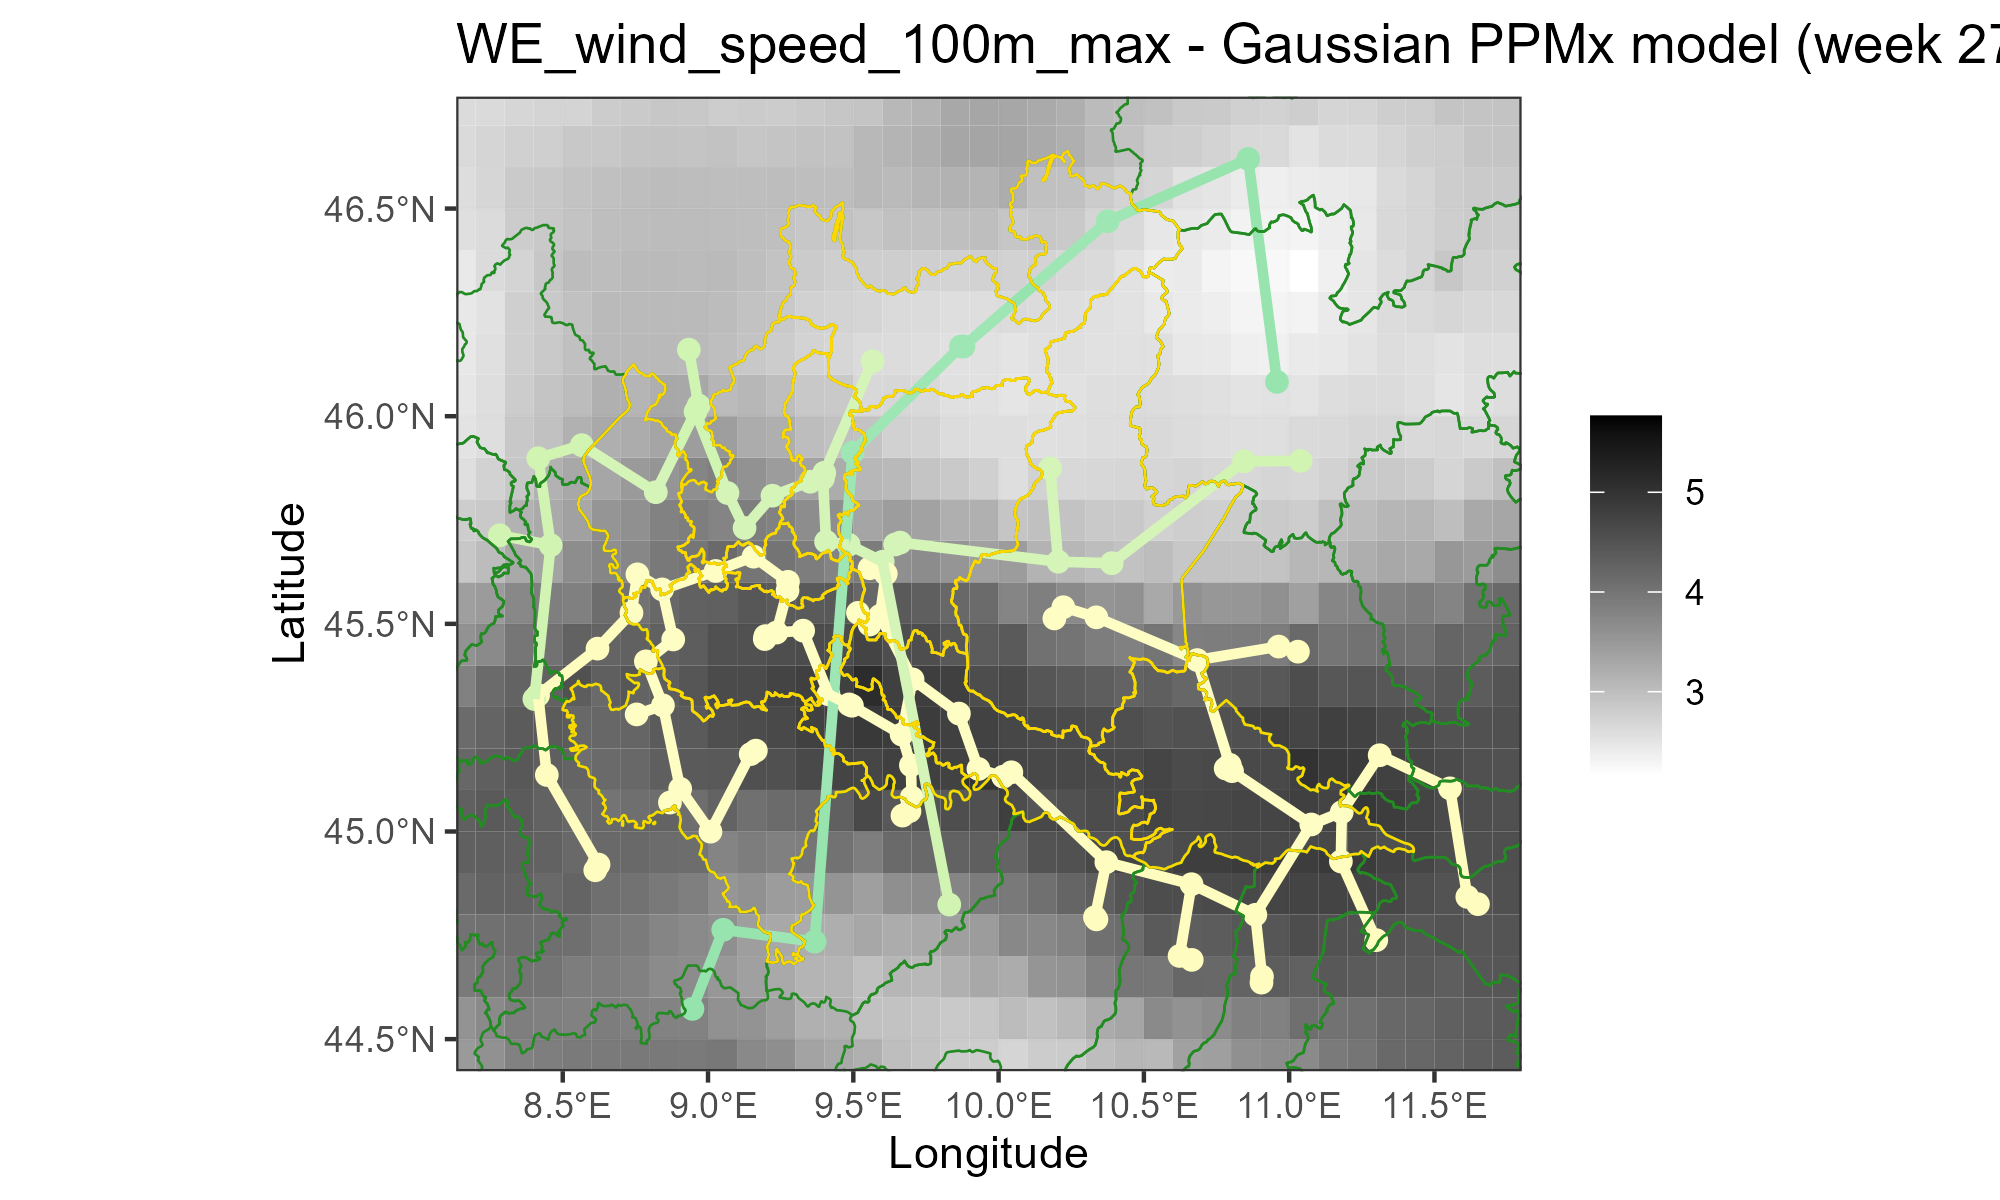 WE_wind_speed_100m_max - Gaussian PPMx model (week 27
46.5°N
46.0°N
45.5°N
45.0°N
44.5°N
Latitude
8.5°E 9.0°E 9.5°E 10.0°E 10.5°E 11.0°E 11.5°E
Longitude
5
4
3